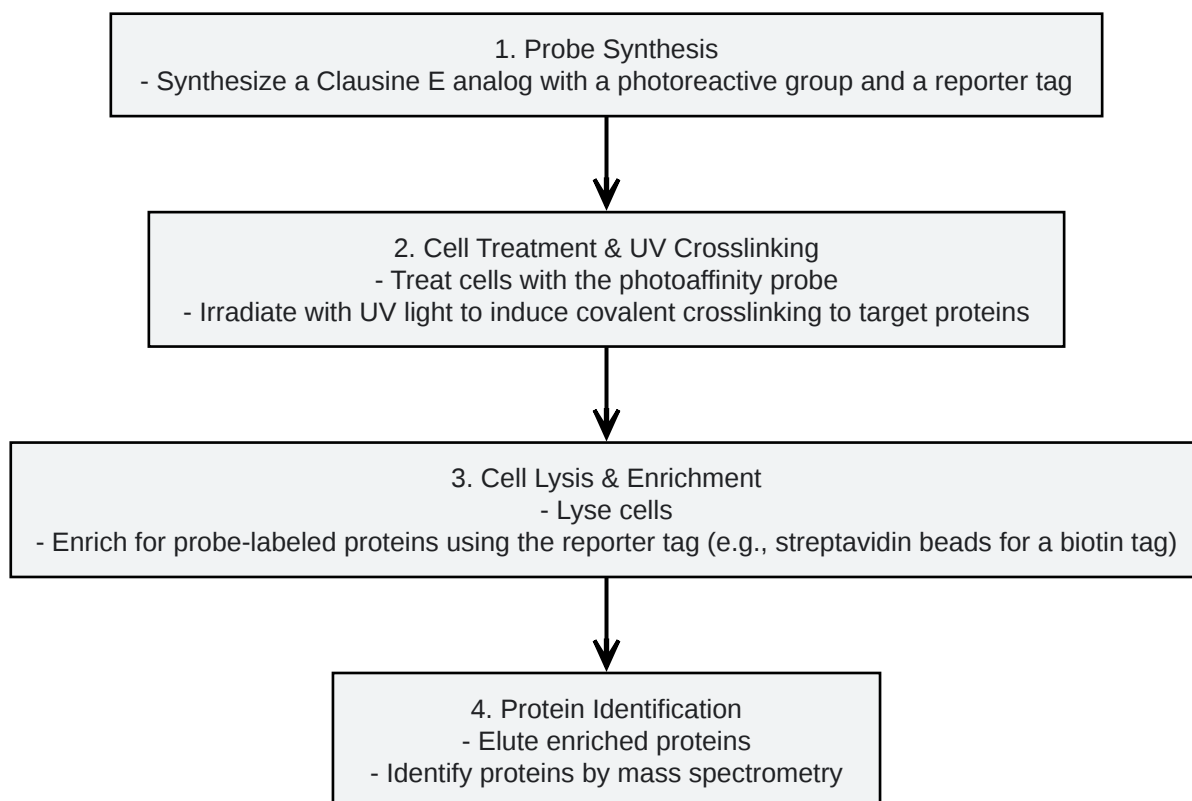 1. Probe Synthesis
- Synthesize a Clausine E analog with a photoreactive group and a reporter tag
2. Cell Treatment & UV Crosslinking
- Treat cells with the photoaffinity probe
- Irradiate with UV light to induce covalent crosslinking to target proteins
3. Cell Lysis & Enrichment
- Lyse cells
- Enrich for probe-labeled proteins using the reporter tag (e.g., streptavidin beads for a biotin tag)
4. Protein Identification
- Elute enriched proteins
- Identify proteins by mass spectrometry